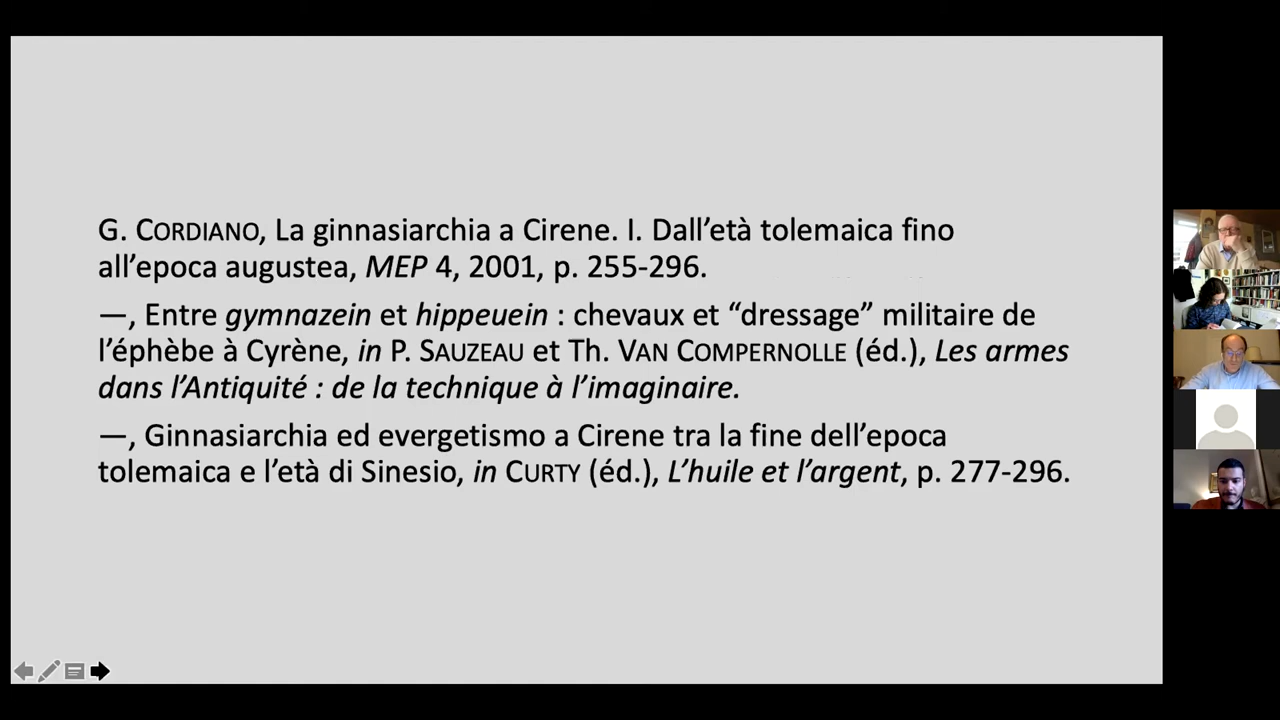 G. CORDIANO, La ginnasiarchia a Cirene. I. Dall’età tolemaica fino
all’epoca augustea, MEP 4, 2001, p. 255-296.
—, Entre gymnazein et hippeuein : chevaux et “dressage” militaire de
l’éphèbe à Cyrène, in P. SAUZEAU et Th. VAN COMPERNOLLE (éd.), Les armes
dans l’Antiquité : de la technique à l’imaginaire.
—, Ginnasiarchia ed evergetismo a Cirene tra la fine dell’epoca
tolemaica e l’età di Sinesio, in CURTY (éd.), L’huile et l’argent, p. 277-296.